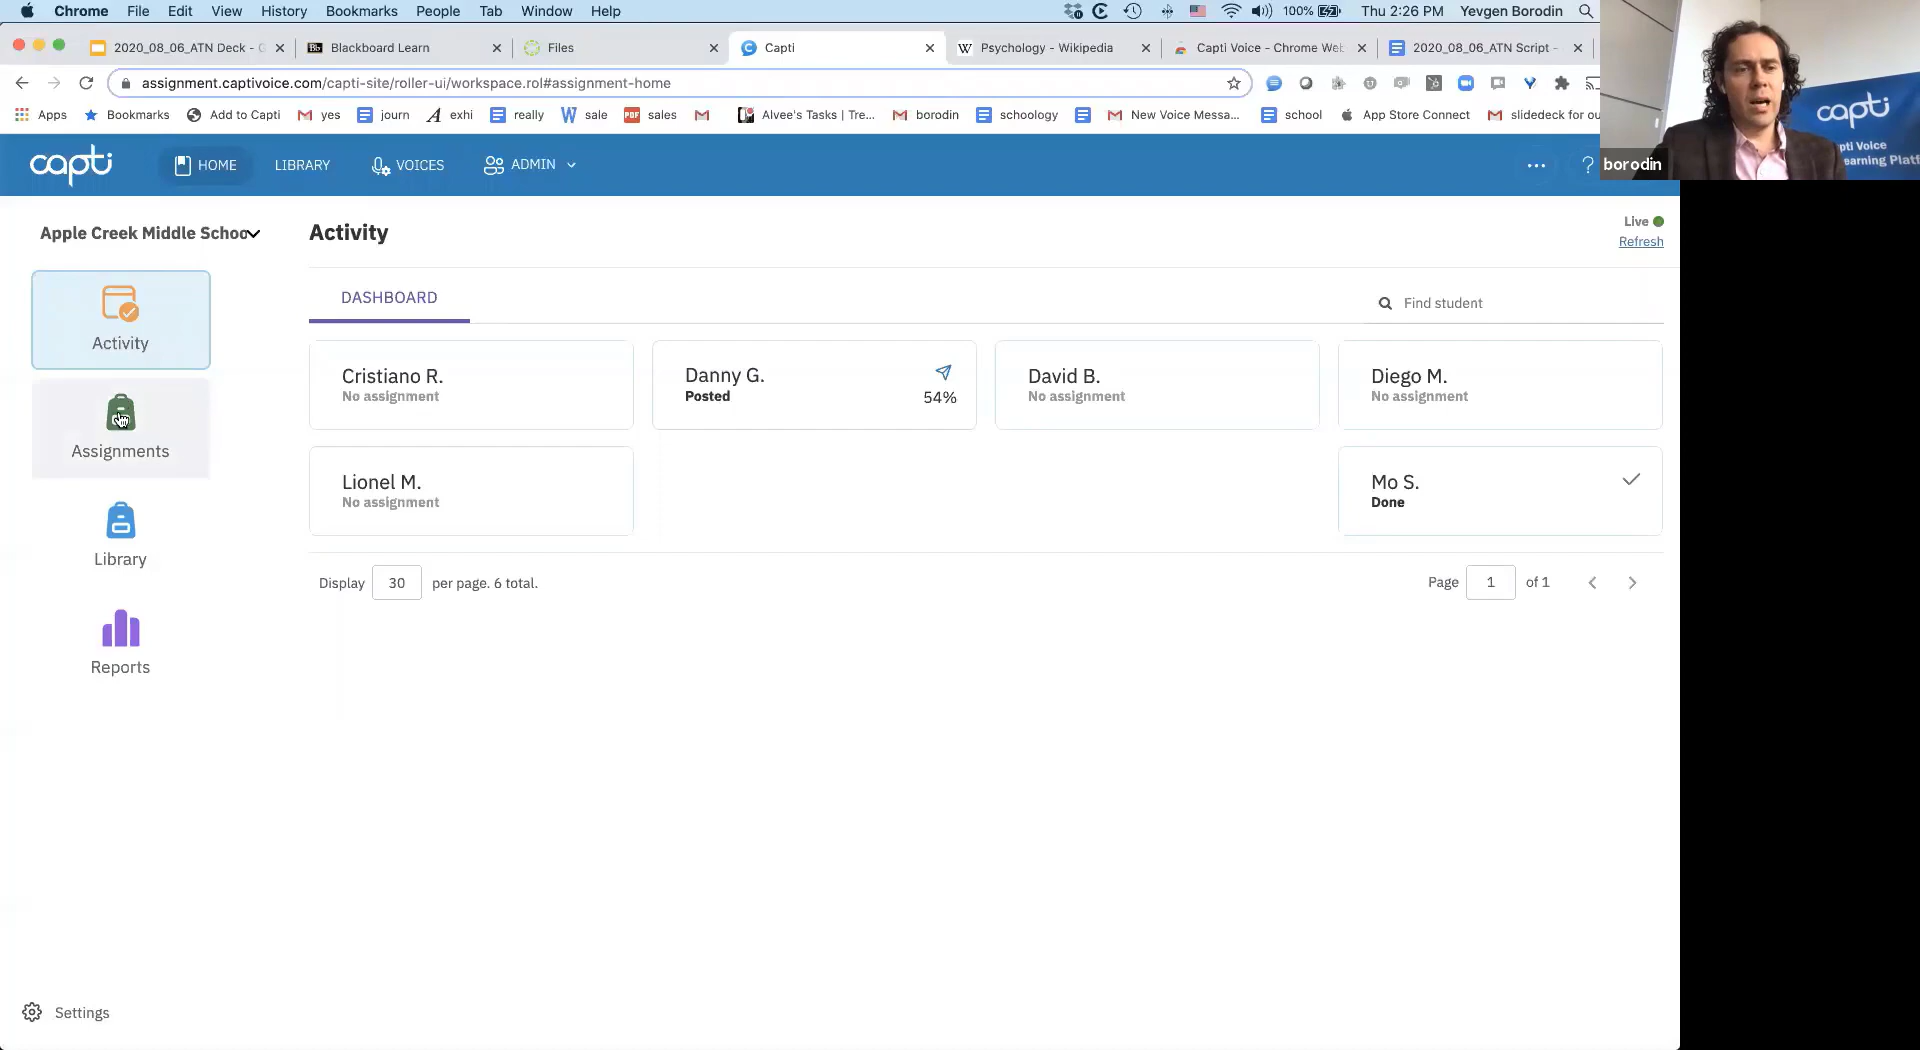 Chrome File Edit View History Bookmarks People Tab Window Help 100% Thu 2:26 PM Yevgen Borodin
2020_08_06_ATN Deck - G Blackboard Learn Files Capti Psychology - Wikipedia Capti Voice - Chrome Web 2020_08_06_ATN Script -
assignment.captivoice.com/capti-site/roller-ui/workspace.rol#assignment-home
Apps Bookmarks Add to Capti yes journ exhi really sale sales Alvee's Tasks | Tre... borodin schoology New Voice Messa... school App Store Connect slidedeck for ou
capti HOME LIBRARY VOICES ADMIN ... ?
capti
pti Voice
earning Platf
borodin
Apple Creek Middle Schoo
Activity
Live
Refresh
DASHBOARD
Find student
Activity
Assignments
Library
Reports
Cristiano R.
No assignment
Danny G.
Posted
54%
David B.
No assignment
Diego M.
No assignment
Lionel M.
No assignment
Mo S.
Done
Display 30 per page. 6 total.
Page 1 of 1
Settings